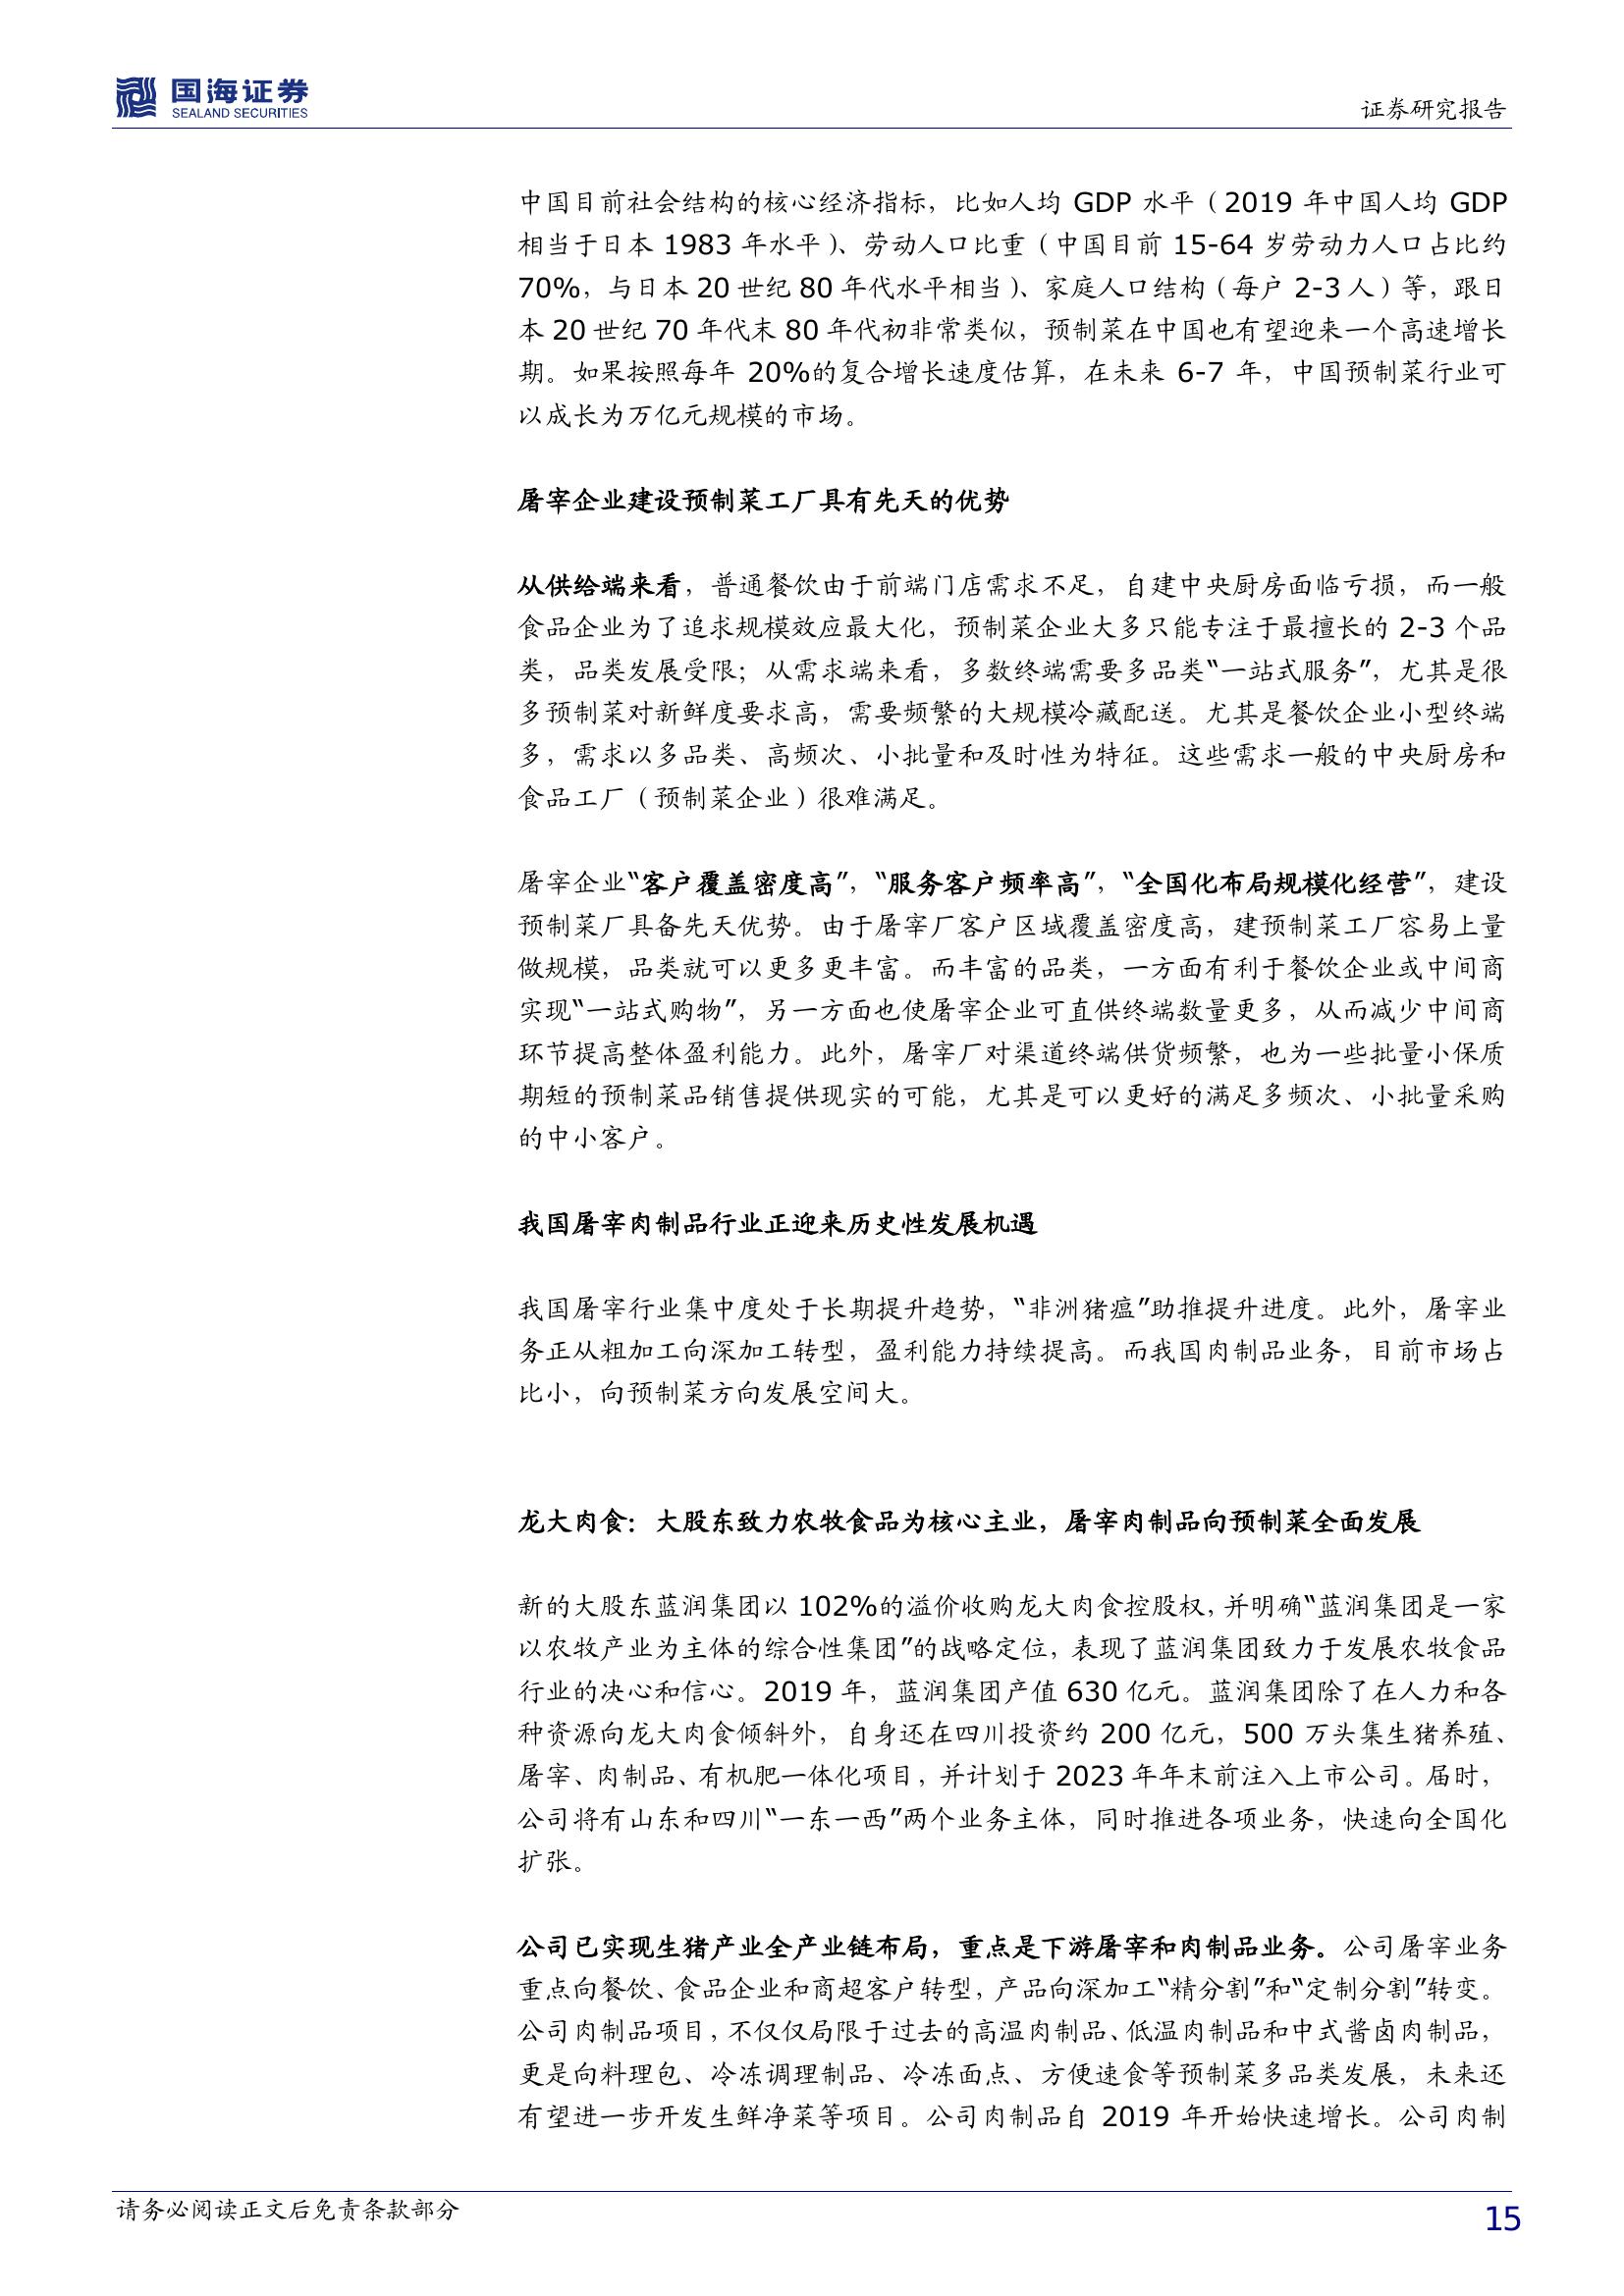 国海证券
SEALAND SECURITIES
证券研究报告
中国目前社会结构的核心经济指标，比如人均 GDP 水平（2019 年中国人均 GDP
相当于日本 1983 年水平）、劳动人口比重（中国目前 15-64 岁劳动力人口占比约
70%，与日本 20 世纪 80 年代水平相当）、家庭人口结构（每户 2-3 人）等，跟日
本 20 世纪 70 年代末 80 年代初非常类似，预制菜在中国也有望迎来一个高速增长
期。如果按照每年 20%的复合增长速度估算，在未来 6-7 年，中国预制菜行业可
以成长为万亿元规模的市场。
屠宰企业建设预制菜工厂具有先天的优势
从供给端来看，普通餐饮由于前端门店需求不足，自建中央厨房面临亏损，而一般
食品企业为了追求规模效应最大化，预制菜企业大多只能专注于最擅长的 2-3 个品
类，品类发展受限；从需求端来看，多数终端需要多品类“一站式服务”，尤其是很
多预制菜对新鲜度要求高，需要频繁的大规模冷藏配送。尤其是餐饮企业小型终端
多，需求以多品类、高频次、小批量和及时性为特征。这些需求一般的中央厨房和
食品工厂（预制菜企业）很难满足。
屠宰企业“客户覆盖密度高”，“服务客户频率高”，“全国化布局规模化经营”，建设
预制菜厂具备先天优势。由于屠宰厂客户区域覆盖密度高，建预制菜工厂容易上量
做规模，品类就可以更多更丰富。而丰富的品类，一方面有利于餐饮企业或中间商
实现“一站式购物”，另一方面也使屠宰企业可直供终端数量更多，从而减少中间商
环节提高整体盈利能力。此外，屠宰厂对渠道终端供货频繁，也为一些批量小保质
期短的预制菜品销售提供现实的可能，尤其是可以更好的满足多频次、小批量采购
的中小客户。
我国屠宰肉制品行业正迎来历史性发展机遇
我国屠宰行业集中度处于长期提升趋势，“非洲猪瘟”助推提升进度。此外，屠宰业
务正从粗加工向深加工转型，盈利能力持续提高。而我国肉制品业务，目前市场占
比小，向预制菜方向发展空间大。
龙大肉食：大股东致力农牧食品为核心主业，屠宰肉制品向预制菜全面发展
新的大股东蓝润集团以 102%的溢价收购龙大肉食控股权，并明确“蓝润集团是一家
以农牧产业为主体的综合性集团”的战略定位，表现了蓝润集团致力于发展农牧食品
行业的决心和信心。2019 年，蓝润集团产值 630 亿元。蓝润集团除了在人力和各
种资源向龙大肉食倾斜外，自身还在四川投资约 200 亿元，500 万头集生猪养殖、
屠宰、肉制品、有机肥一体化项目，并计划于 2023 年年末前注入上市公司。届时，
公司将有山东和四川“一东一西”两个业务主体，同时推进各项业务，快速向全国化
扩张。
公司已实现生猪产业全产业链布局，重点是下游屠宰和肉制品业务。公司屠宰业务
重点向餐饮、食品企业和商超客户转型，产品向深加工“精分割”和“定制分割”转变。
公司肉制品项目，不仅仅局限于过去的高温肉制品、低温肉制品和中式酱卤肉制品，
更是向料理包、冷冻调理制品、冷冻面点、方便速食等预制菜多品类发展，未来还
有望进一步开发生鲜净菜等项目。公司肉制品自 2019 年开始快速增长。公司肉制
请务必阅读正文后免责条款部分
15